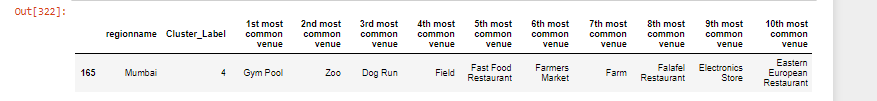 Out[322]:
regionname Cluster_Label 1st most common venue 2nd most common venue 3rd most common venue 4th most common venue 5th most common venue 6th most common venue 7th most common venue 8th most common venue 9th most common venue 10th most common venue
165 Mumbai 4 Gym Pool Zoo Dog Run Field Fast Food Restaurant Farmers Market Farm Falafel Restaurant Electronics Store Eastern European Restaurant